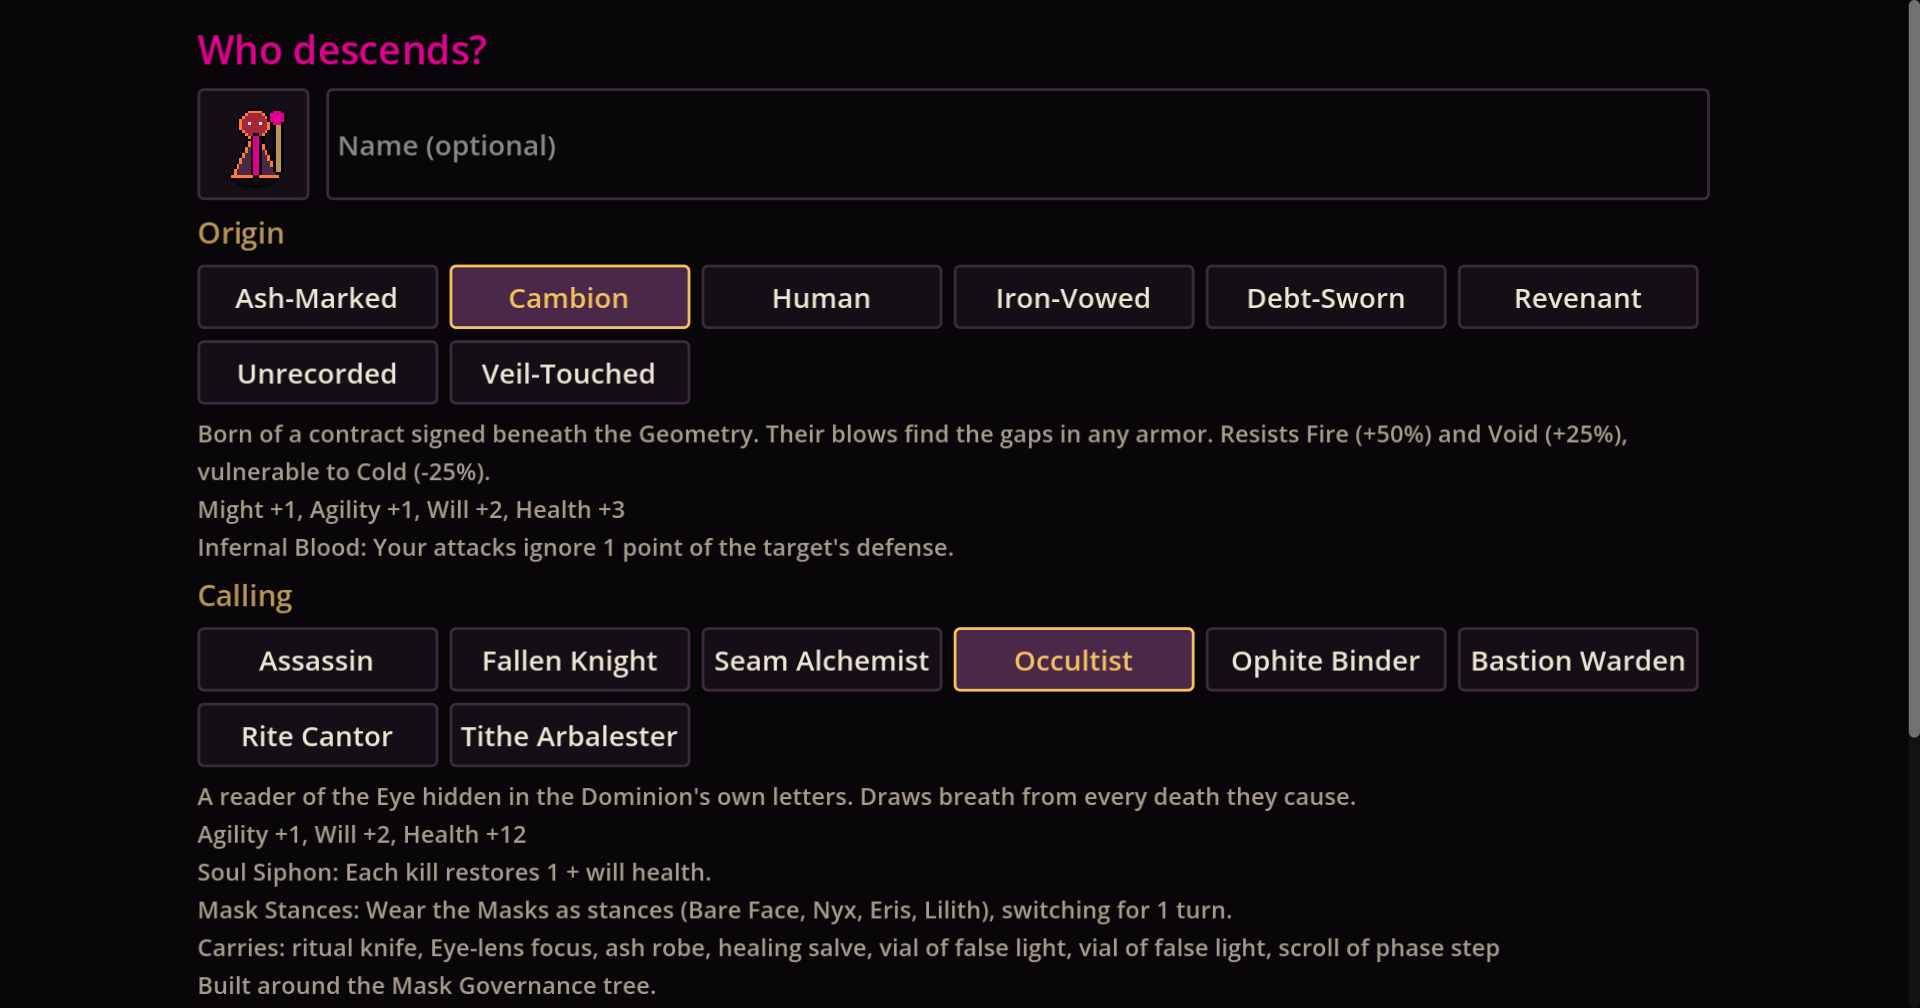 Who descends?
Name (optional)
Origin
Ash-Marked
Cambion
Human
Iron-Vowed
Debt-Sworn
Revenant
Unrecorded
Veil-Touched
Born of a contract signed beneath the Geometry. Their blows find the gaps in any armor. Resists Fire (+50%) and Void (+25%),
vulnerable to Cold (-25%).
Might +1, Agility +1, Will +2, Health +3
Infernal Blood: Your attacks ignore 1 point of the target's defense.
Calling
Assassin
Fallen Knight
Seam Alchemist
Occultist
Ophite Binder
Bastion Warden
Rite Cantor
Tithe Arbalester
A reader of the Eye hidden in the Dominion's own letters. Draws breath from every death they cause.
Agility +1, Will +2, Health +12
Soul Siphon: Each kill restores 1 + will health.
Mask Stances: Wear the Masks as stances (Bare Face, Nyx, Eris, Lilith), switching for 1 turn.
Carries: ritual knife, Eye-lens focus, ash robe, healing salve, vial of false light, vial of false light, scroll of phase step
Built around the Mask Governance tree.